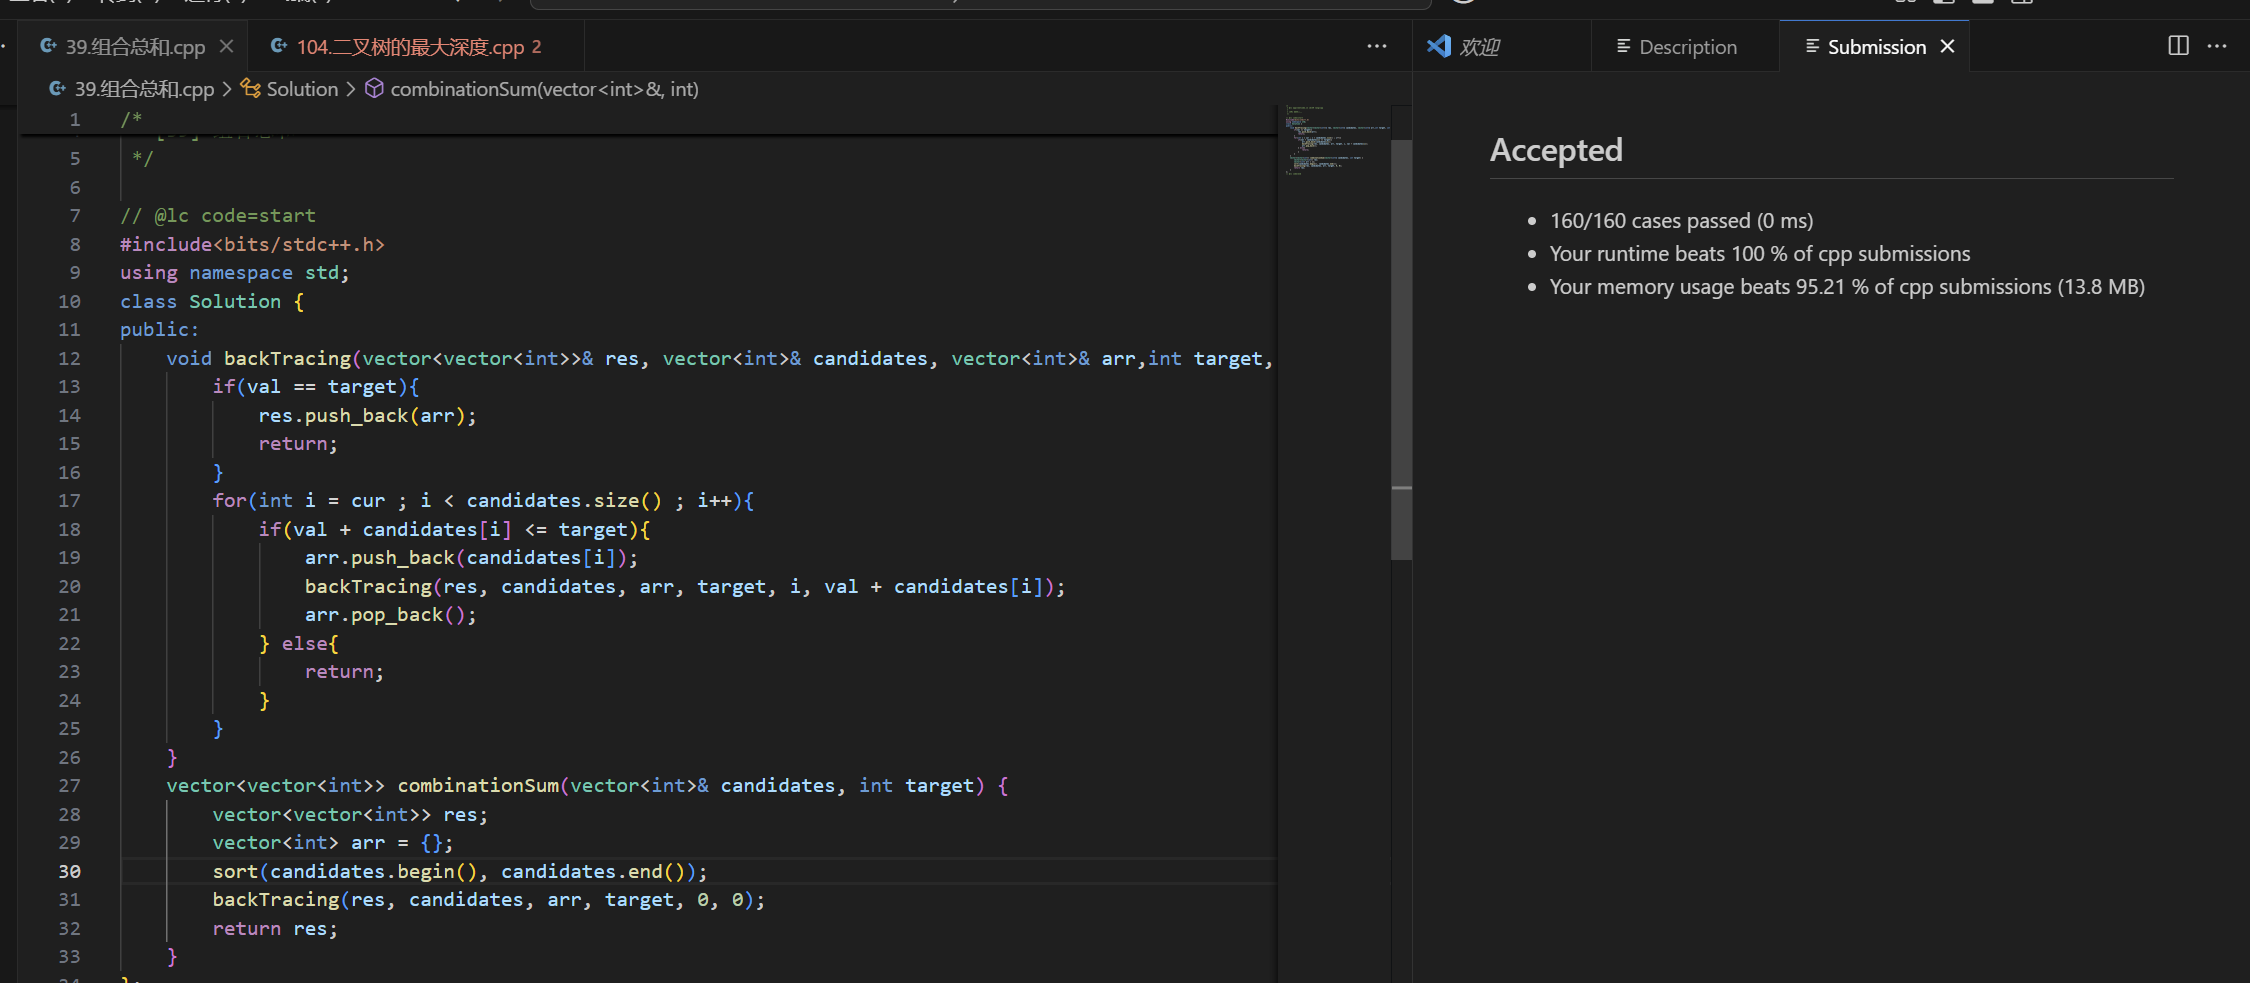 39.组合总和.cpp
104.二叉树的最大深度.cpp 2
欢迎
Description
Submission
39.组合总和.cpp > Solution > combinationSum(vector<int>&, int)
1 /*
5 */
6
7 // @lc code=start
8 #include<bits/stdc++.h>
9 using namespace std;
10 class Solution {
11 public:
12 void backTracing(vector<vector<int>>& res, vector<int>& candidates, vector<int>& arr,int target,
13 if(val == target){
14 res.push_back(arr);
15 return;
16 }
17 for(int i = cur ; i < candidates.size() ; i++){
18 if(val + candidates[i] <= target){
19 arr.push_back(candidates[i]);
20 backTracing(res, candidates, arr, target, i, val + candidates[i]);
21 arr.pop_back();
22 } else{
23 return;
24 }
25 }
26 }
27 vector<vector<int>> combinationSum(vector<int>& candidates, int target) {
28 vector<vector<int>> res;
29 vector<int> arr = {};
30 sort(candidates.begin(), candidates.end());
31 backTracing(res, candidates, arr, target, 0, 0);
32 return res;
33 }
Accepted
160/160 cases passed (0 ms)
Your runtime beats 100 % of cpp submissions
Your memory usage beats 95.21 % of cpp submissions (13.8 MB)